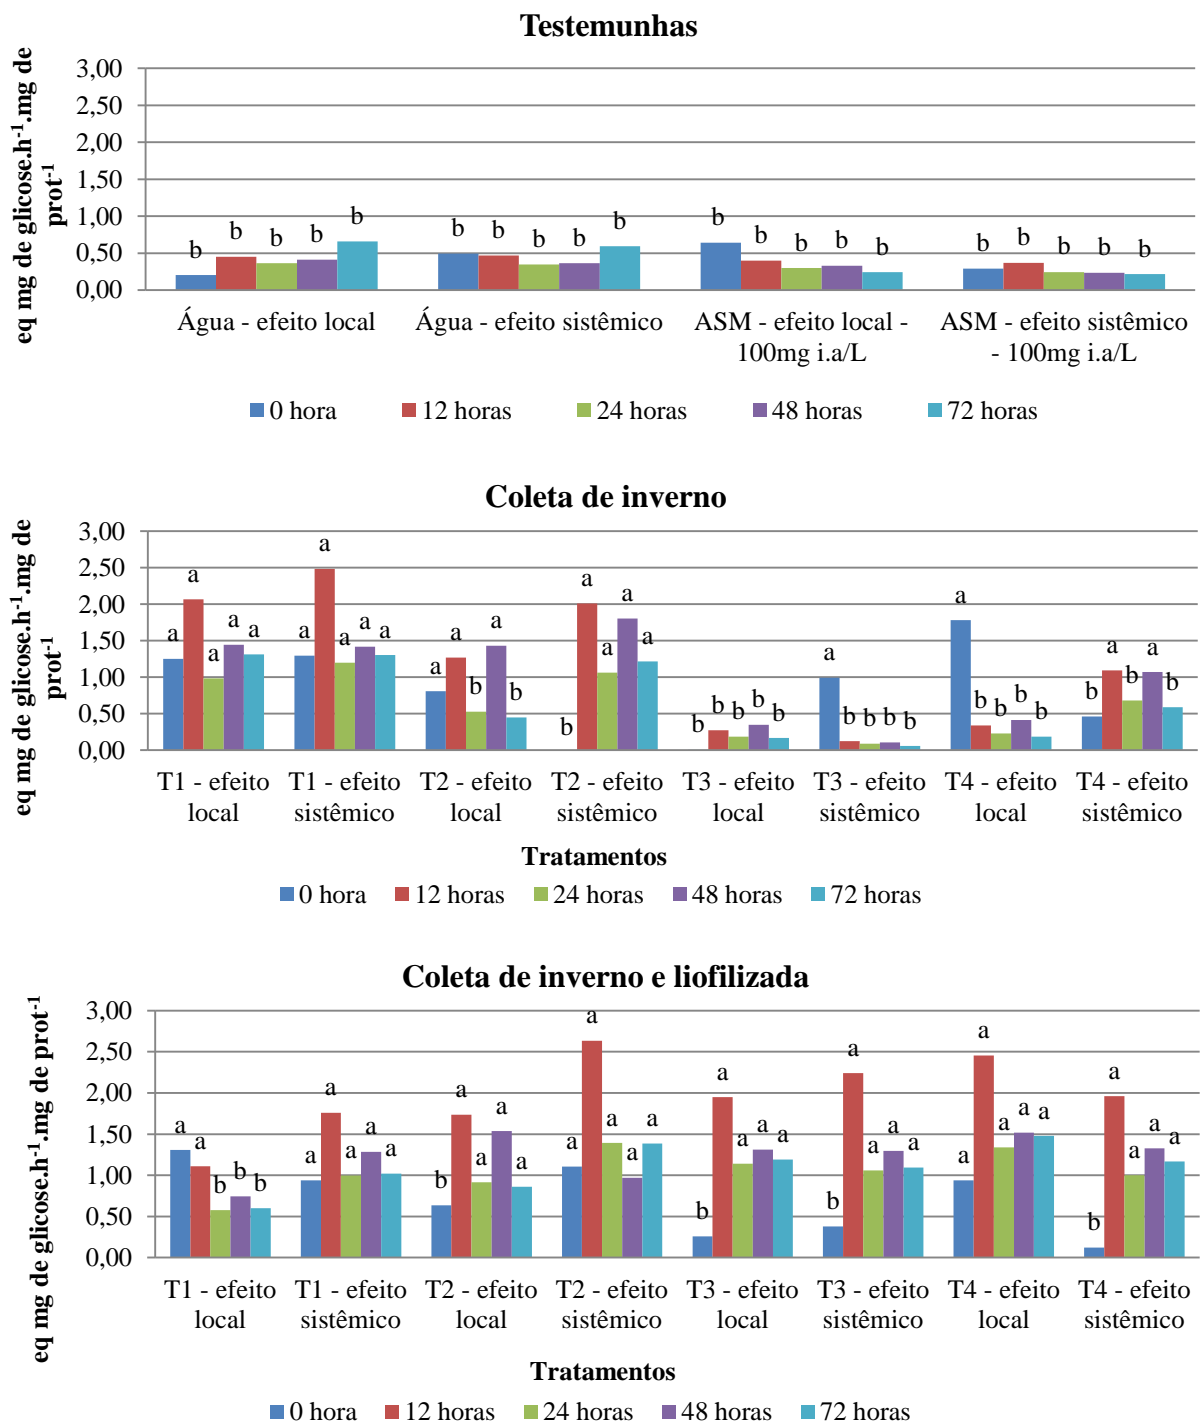 Testemunhas
eq mg de glicose.h-1.mg de
prot-1
3,00
2,50
2,00
1,50
1,00
0,50
0,00
b b b b b b b b b b b b b b b b b b b b
Água - efeito local
Água - efeito sistêmico
ASM - efeito local -
100mg i.a/L
ASM - efeito sistêmico
- 100mg i.a/L
0 hora 12 horas 24 horas 48 horas 72 horas
Coleta de inverno
eq mg de glicose.h-1.mg de
prot-1
3,00
2,50
2,00
1,50
1,00
0,50
0,00
a a a a a a a a a a a a b a b b a a a a b b b b b a b b b b a b b b b b a b a b
T1 - efeito
local
T1 - efeito
sistêmico
T2 - efeito
local
T2 - efeito
sistêmico
T3 - efeito
local
T3 - efeito
sistêmico
T4 - efeito
local
T4 - efeito
sistêmico
Tratamentos
0 hora 12 horas 24 horas 48 horas 72 horas
Coleta de inverno e liofilizada
eq mg de glicose.h-1.mg de prot-1
3,00
2,50
2,00
1,50
1,00
0,50
0,00
a a b b b a a a a a b a a a a a a a a a b a a a a b a a a a a a a a a b a a a a
T1 - efeito
local
T1 - efeito
sistêmico
T2 - efeito
local
T2 - efeito
sistêmico
T3 - efeito
local
T3 - efeito
sistêmico
T4 - efeito
local
T4 - efeito
sistêmico
Tratamentos
0 hora 12 horas 24 horas 48 horas 72 horas